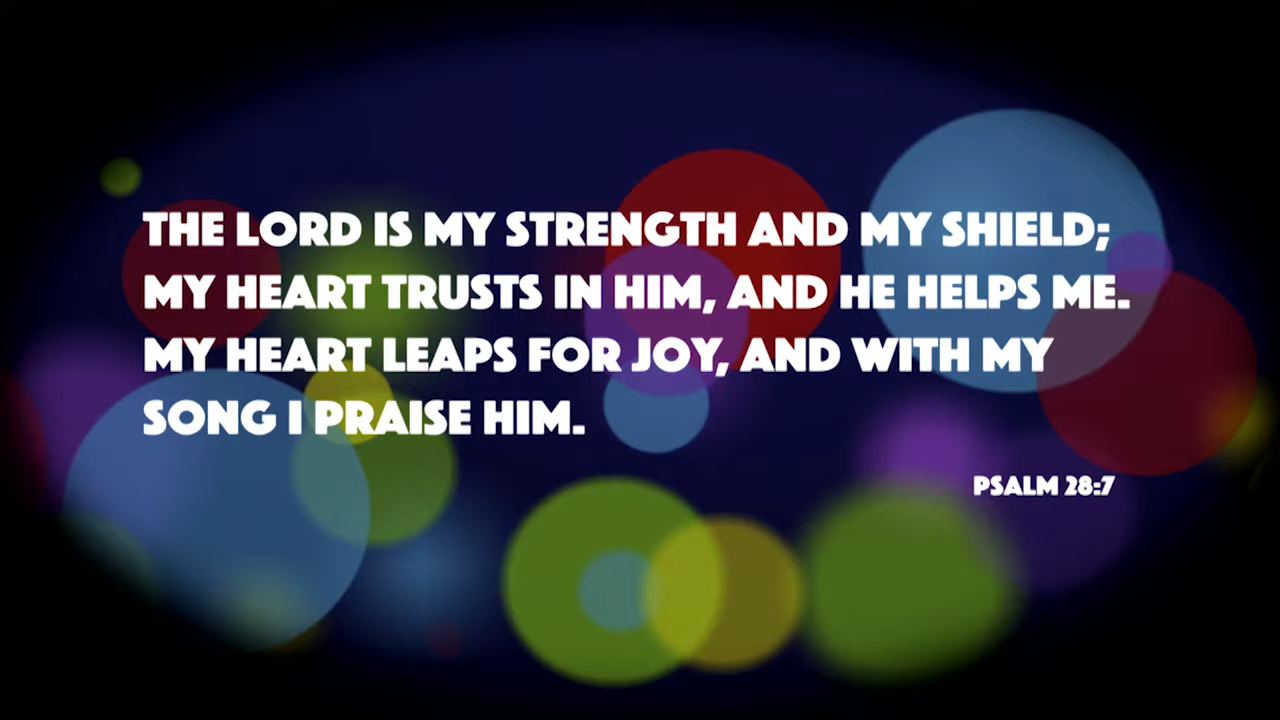 THE LORD IS MY STRENGTH AND MY SHIELD;
MY HEART TRUSTS IN HIM, AND HE HELPS ME.
MY HEART LEAPS FOR JOY, AND WITH MY
SONG I PRAISE HIM.
PSALM 28:7